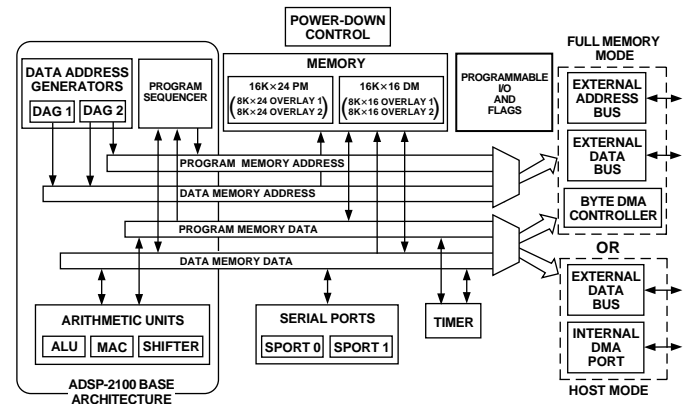 POWER-DOWN
CONTROL
FULL MEMORY
MODE
DATA ADDRESS
GENERATORS
DAG 1
DAG 2
PROGRAM
SEQUENCER
MEMORY
16K×24 PM
(8K×24 OVERLAY 1
8K×24 OVERLAY 2)
16K×16 DM
(8K×16 OVERLAY 1
8K×16 OVERLAY 2)
PROGRAMMABLE
I/O
AND
FLAGS
EXTERNAL
ADDRESS
BUS
EXTERNAL
DATA
BUS
BYTE DMA
CONTROLLER
PROGRAM MEMORY ADDRESS
DATA MEMORY ADDRESS
PROGRAM MEMORY DATA
DATA MEMORY DATA
OR
EXTERNAL
DATA
BUS
INTERNAL
DMA
PORT
HOST MODE
ARITHMETIC UNITS
ALU
MAC
SHIFTER
SERIAL PORTS
SPORT 0
SPORT 1
TIMER
ADSP-2100 BASE
ARCHITECTURE